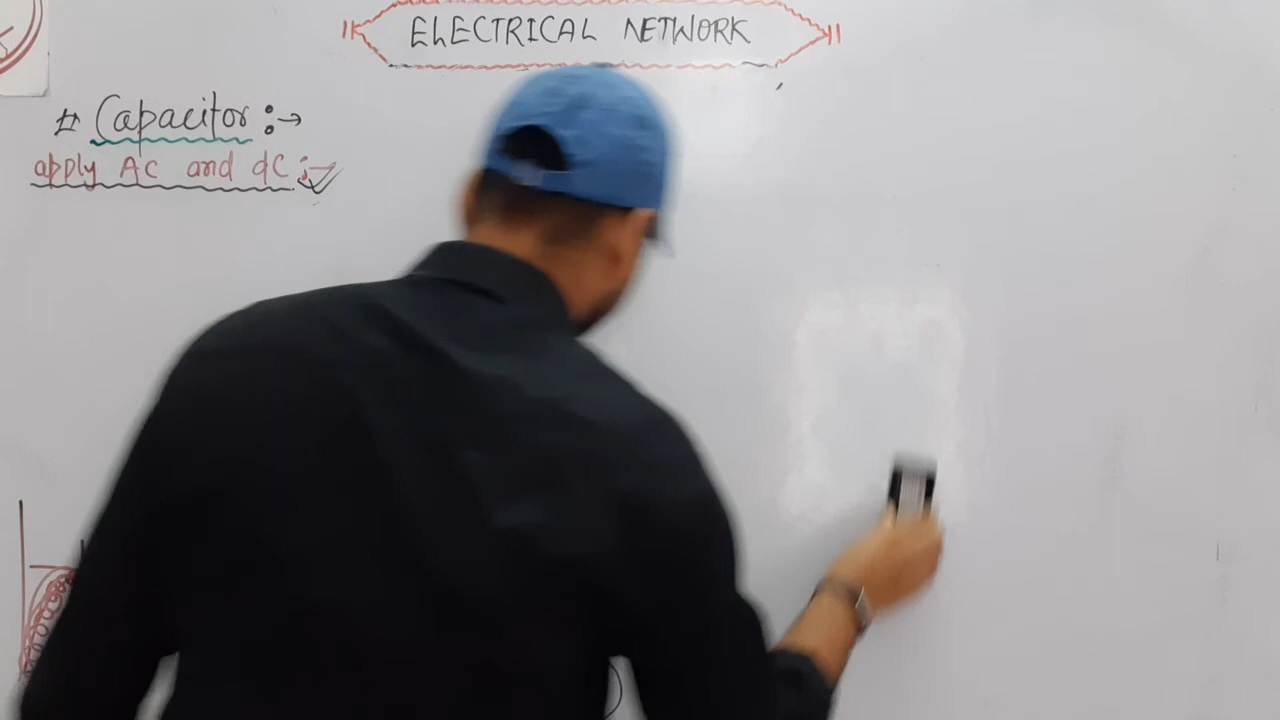 ELECTRICAL NETWORK
# Capacitor :→
apply AC and dC :→